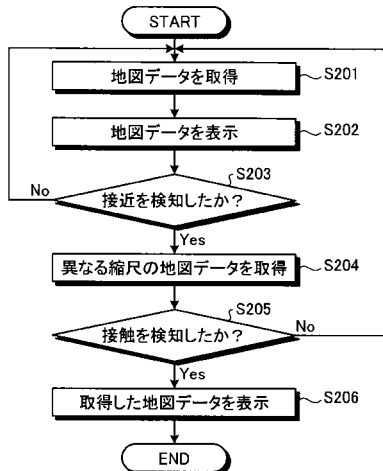 START
地図データを取得
S201
地図データを表示
S202
S203
接近を検知したか？
No
Yes
異なる縮尺の地図データを取得
S204
S205
接触を検知したか？
No
Yes
取得した地図データを表示
S206
END